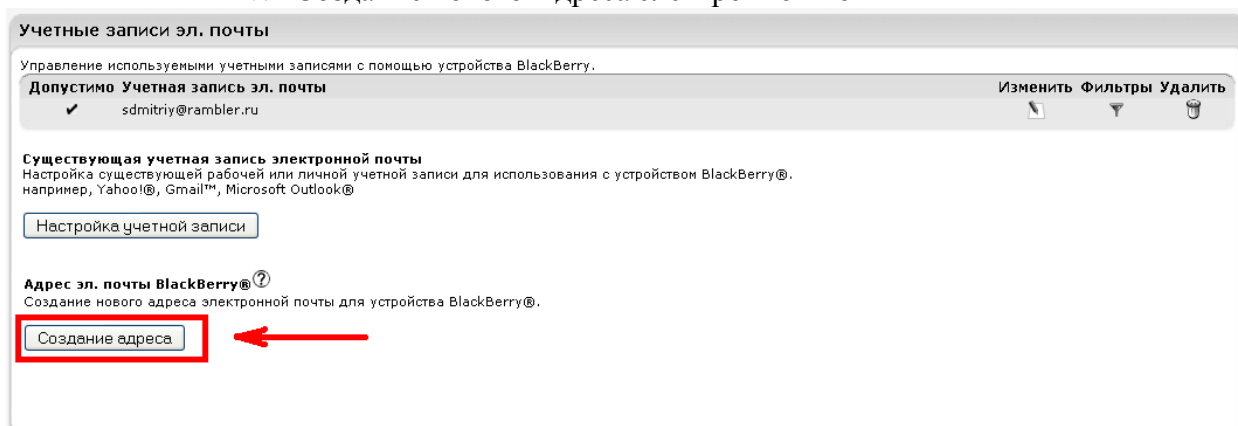 Учетные записи эл. почты
Управление используемыми учетными записями с помощью устройства BlackBerry.
Допустимо Учетная запись эл. почты Изменить Фильтры Удалить
✔ sdmitriy@rambler.ru
Существующая учетная запись электронной почты
Настройка существующей рабочей или личной учетной записи для использования с устройством BlackBerry®.
например, Yahoo!®, Gmail™, Microsoft Outlook®
Настройка учетной записи
Адрес эл. почты BlackBerry® ?
Создание нового адреса электронной почты для устройства BlackBerry®.
Создание адреса